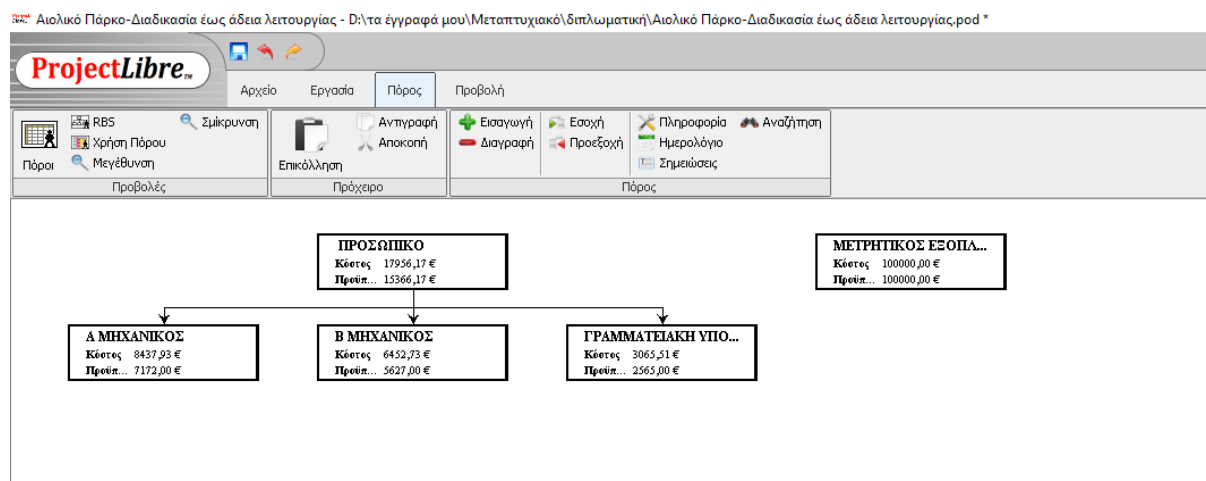 Αιολικό Πάρκο-Διαδικασία έως άδεια λειτουργίας - D:\τα έγγραφά μου\Μεταπτυχιακό\διπλωματική\Αιολικό Πάρκο-Διαδικασία έως άδεια λειτουργίας.pod *
ProjectLibre TM
Αρχείο Εργασία Πόρος Προβολή
RBS Σμίκρυνση Αντιγραφή Εισαγωγή Εσοχή Πληροφορία Αναζήτηση
Χρήση Πόρου Αποκοπή Διαγραφή Προεξοχή Ημερολόγιο
Πόροι Μεγέθυνση Επικόλληση Σημειώσεις
Προβολές Πρόχειρο Πόρος
ΠΡΟΣΩΠΙΚΟ ΜΕΤΡΗΤΙΚΟΣ ΕΞΟΠΛ...
Κόστος 17956,17 € Κόστος 100000,00 €
Προϋπ... 15366,17 € Προϋπ... 100000,00 €
Α ΜΗΧΑΝΙΚΟΣ Β ΜΗΧΑΝΙΚΟΣ ΓΡΑΜΜΑΤΕΙΑΚΗ ΥΠΟ...
Κόστος 8437,93 € Κόστος 6452,73 € Κόστος 3065,51 €
Προϋπ... 7172,00 € Προϋπ... 5627,00 € Προϋπ... 2565,00 €